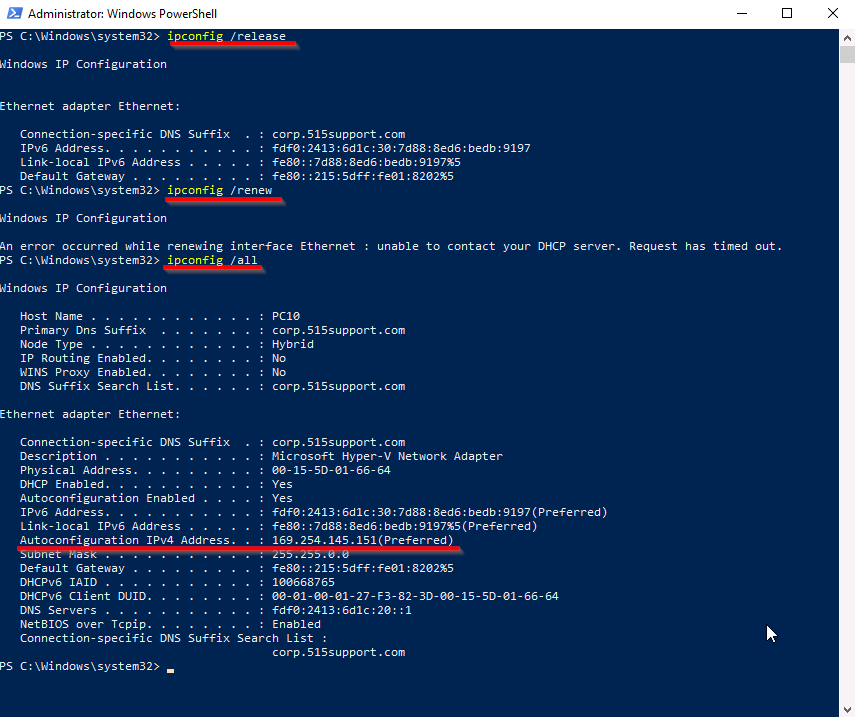 Administrator: Windows PowerShell
PS C:\Windows\system32> ipconfig /release
Windows IP Configuration
Ethernet adapter Ethernet:
Connection-specific DNS Suffix  . : corp.515support.com
IPv6 Address. . . . . . . . . . . : fdf0:2413:6d1c:30:7d88:8ed6:bedb:9197
Link-local IPv6 Address . . . . . : fe80::7d88:8ed6:bedb:9197%5
Default Gateway . . . . . . . . . : fe80::215:5dff:fe01:8202%5
PS C:\Windows\system32> ipconfig /renew
Windows IP Configuration
An error occurred while renewing interface Ethernet : unable to contact your DHCP server. Request has timed out.
PS C:\Windows\system32> ipconfig /all
Windows IP Configuration
Host Name . . . . . . . . . . . . : PC10
Primary Dns Suffix  . . . . . . . : corp.515support.com
Node Type . . . . . . . . . . . . : Hybrid
IP Routing Enabled. . . . . . . . : No
WINS Proxy Enabled. . . . . . . . : No
DNS Suffix Search List. . . . . . : corp.515support.com
Ethernet adapter Ethernet:
Connection-specific DNS Suffix  . : corp.515support.com
Description . . . . . . . . . . . : Microsoft Hyper-V Network Adapter
Physical Address. . . . . . . . . : 00-15-5D-01-66-64
DHCP Enabled. . . . . . . . . . . : Yes
Autoconfiguration Enabled . . . . : Yes
IPv6 Address. . . . . . . . . . . : fdf0:2413:6d1c:30:7d88:8ed6:bedb:9197(Preferred)
Link-local IPv6 Address . . . . . : fe80::7d88:8ed6:bedb:9197%5(Preferred)
Autoconfiguration IPv4 Address. . : 169.254.145.151(Preferred)
Subnet Mask . . . . . . . . . . . : 255.255.0.0
Default Gateway . . . . . . . . . : fe80::215:5dff:fe01:8202%5
DHCPv6 IAID . . . . . . . . . . . : 100668765
DHCPv6 Client DUID. . . . . . . . : 00-01-00-01-27-F3-82-3D-00-15-5D-01-66-64
DNS Servers . . . . . . . . . . . : fdf0:2413:6d1c:20::1
NetBIOS over Tcpip. . . . . . . . : Enabled
Connection-specific DNS Suffix Search List :
corp.515support.com
PS C:\Windows\system32>